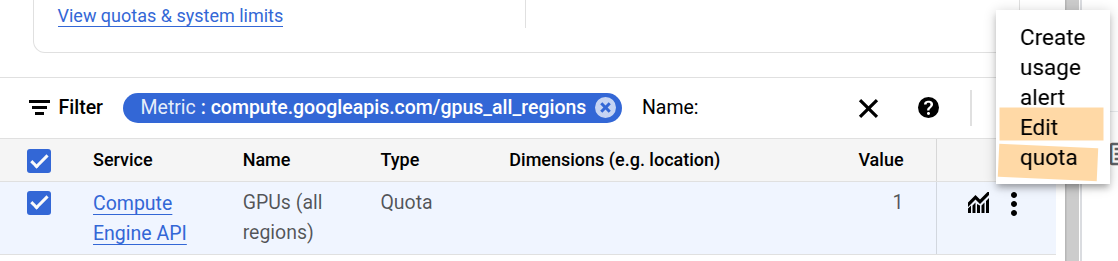 View quotas & system limits
Create
usage
alert
Edit
quota
Filter Metric : compute.googleapis.com/gpus_all_regions Name:
Service Name Type Dimensions (e.g. location) Value
Compute GPUs (all Quota 1
Engine API regions)